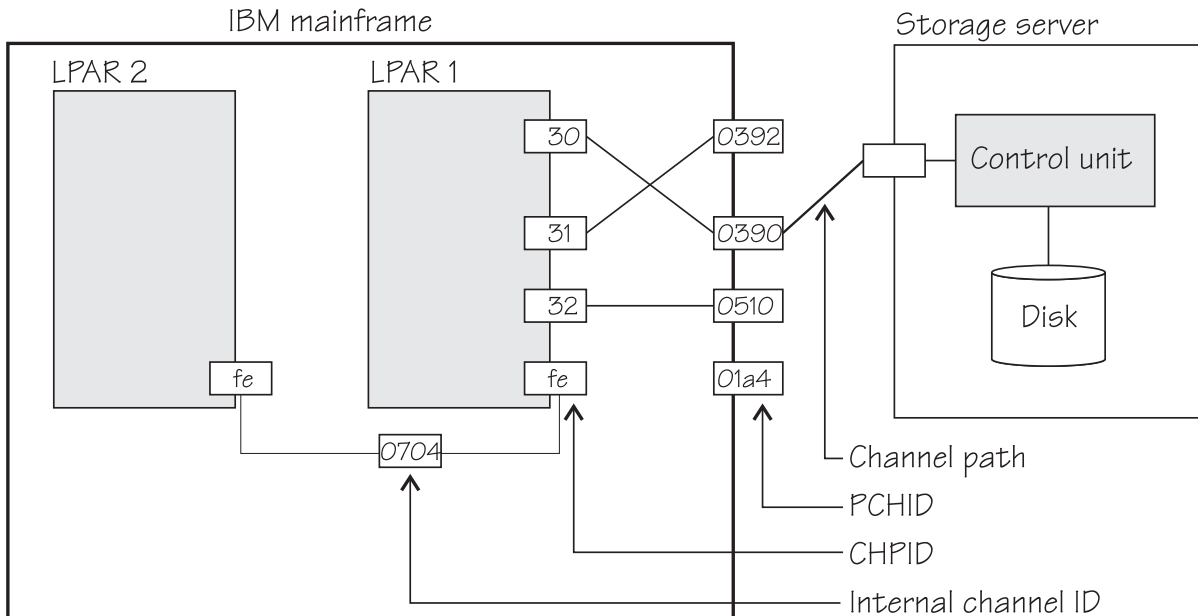 IBM mainframe
Storage server
LPAR 2
LPAR 1
30
0392
Control unit
31
0390
32
0510
Disk
fe
fe
01a4
0704
Channel path
PCHID
CHPID
Internal channel ID